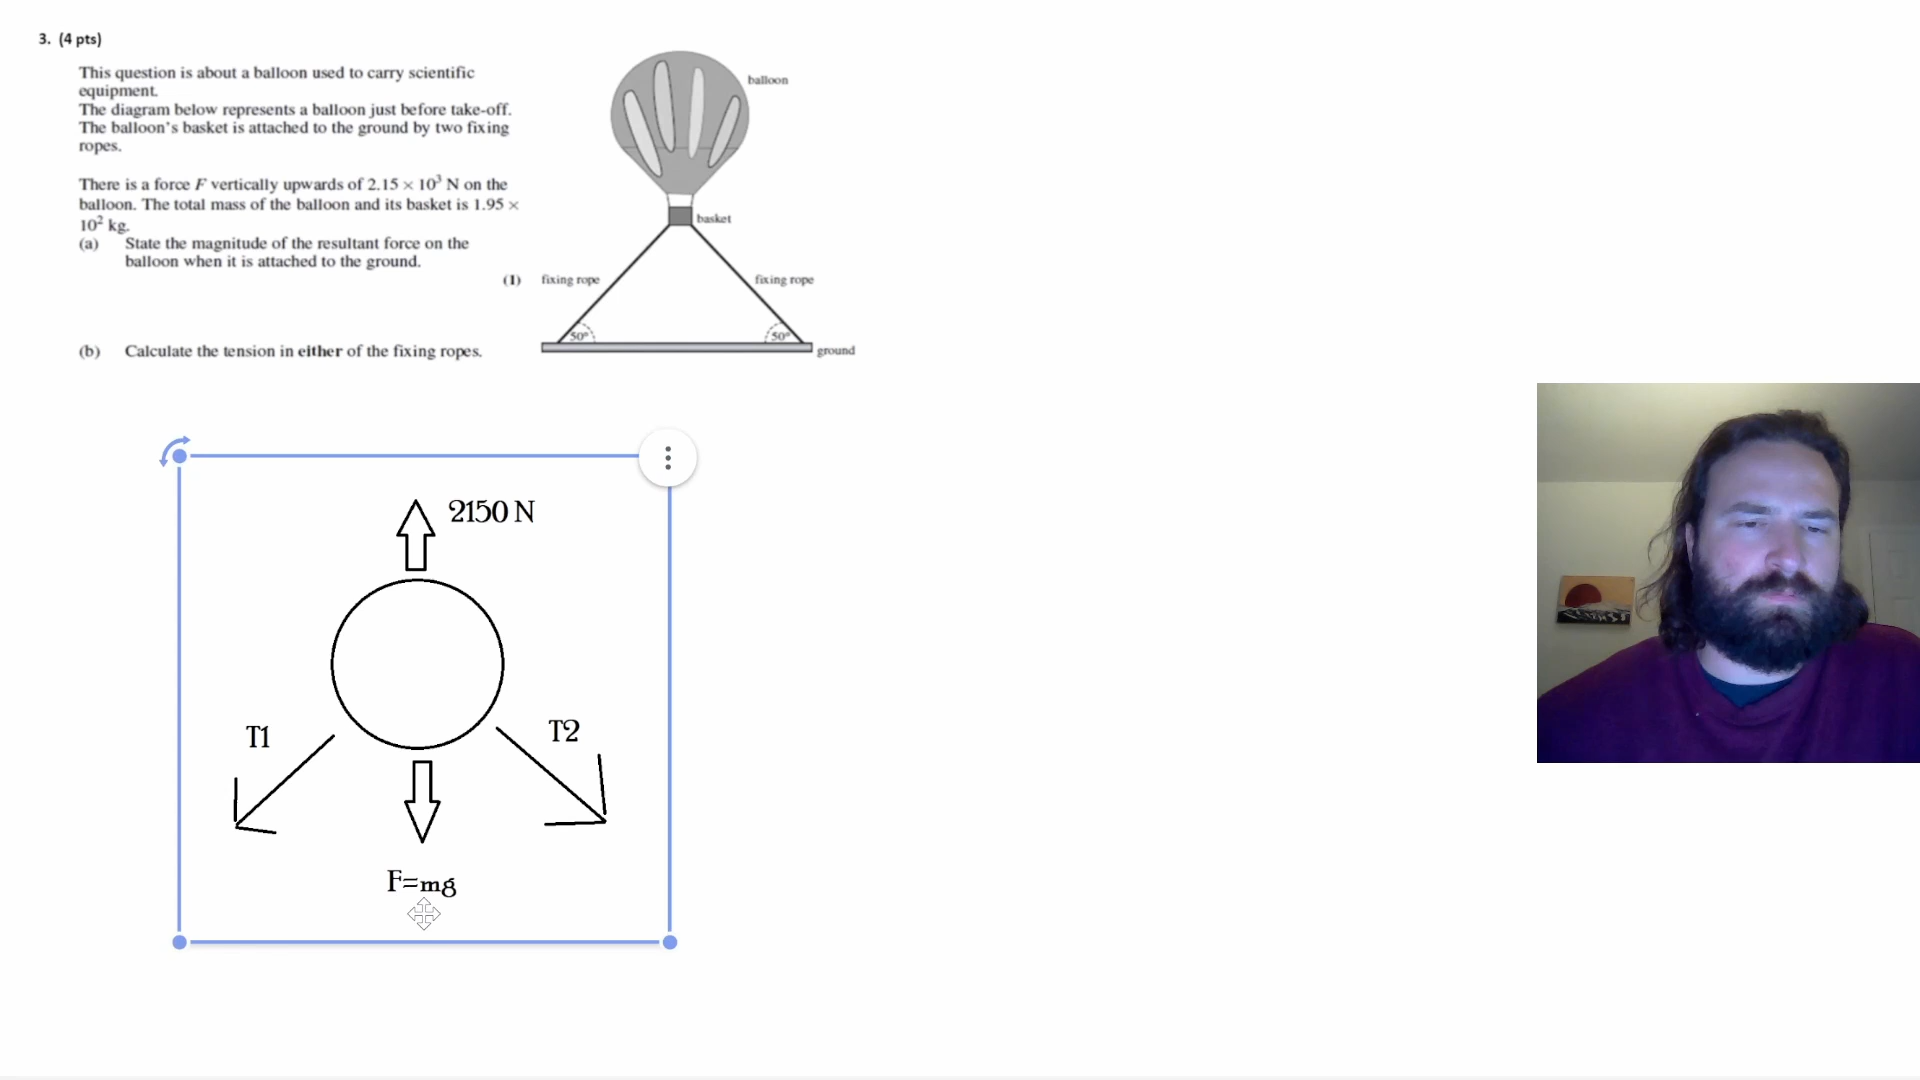 3. (4 pts)
This question is about a balloon used to carry scientific
equipment.
The diagram below represents a balloon just before take-off.
The balloon's basket is attached to the ground by two fixing
ropes.
There is a force F vertically upwards of 2.15 × 10³ N on the
balloon. The total mass of the balloon and its basket is 1.95 ×
10² kg.
(a) State the magnitude of the resultant force on the
balloon when it is attached to the ground.
(1)
(b) Calculate the tension in either of the fixing ropes.
balloon
basket
fixing rope
fixing rope
50°
50°
ground
2150 N
T1
T2
F=mg